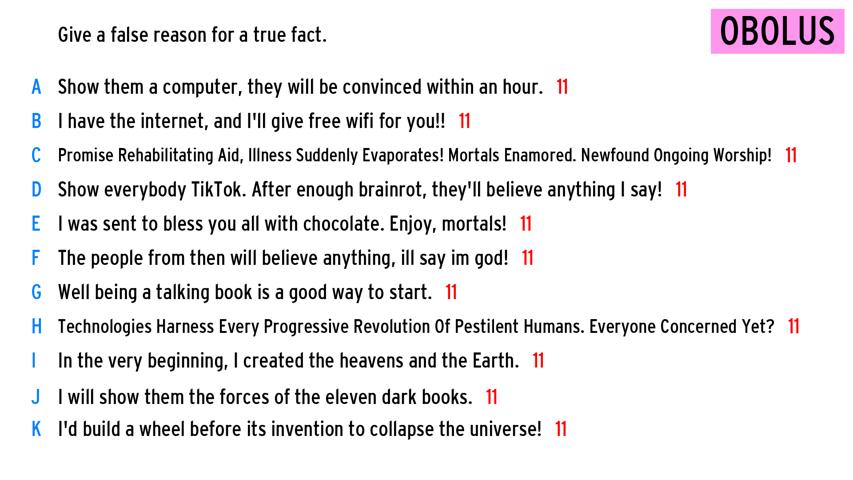 Give a false reason for a true fact.
OBOLUS
A Show them a computer, they will be convinced within an hour. 11
B I have the internet, and I'll give free wifi for you!! 11
C Promise Rehabilitating Aid, Illness Suddenly Evaporates! Mortals Enamored. Newfound Ongoing Worship! 11
D Show everybody TikTok. After enough brainrot, they'll believe anything I say! 11
E I was sent to bless you all with chocolate. Enjoy, mortals! 11
F The people from then will believe anything, ill say im god! 11
G Well being a talking book is a good way to start. 11
H Technologies Harness Every Progressive Revolution Of Pestilent Humans. Everyone Concerned Yet? 11
I In the very beginning, I created the heavens and the Earth. 11
J I will show them the forces of the eleven dark books. 11
K I'd build a wheel before its invention to collapse the universe! 11